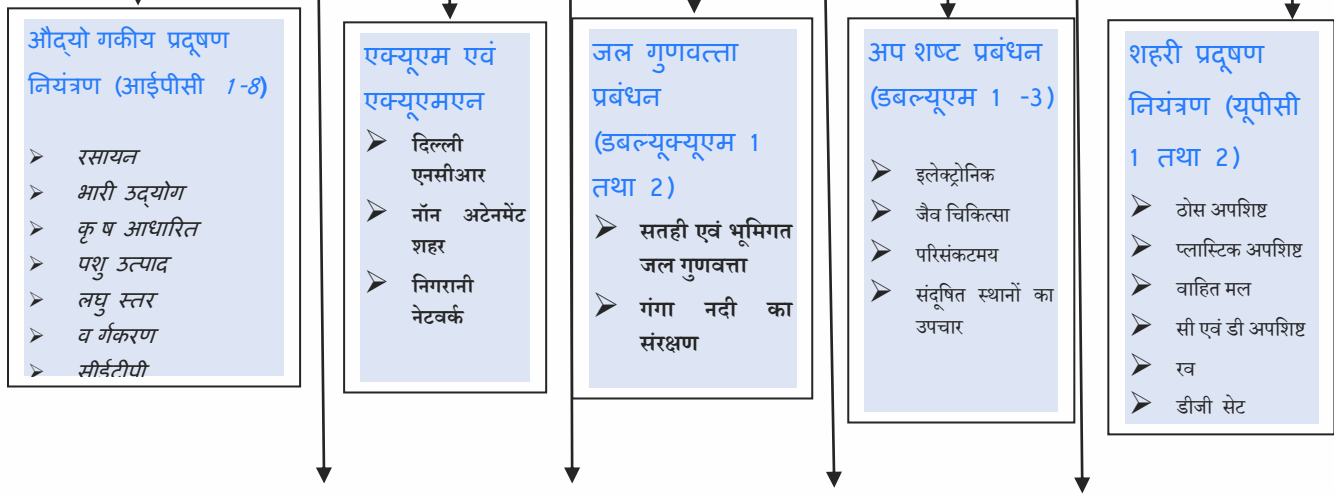 औद्यो गकीय प्रदूषण
नियंत्रण (आईपीसी 1-8)
रसायन
भारी उद्योग
कृ ष आधारित
पशु उत्पाद
लघु स्तर
व र्गकरण
सीईटीपी
एक्यूएम एवं
एक्यूएमएन
दिल्ली
एनसीआर
नॉन अटेनमेंट
शहर
निगरानी
नेटवर्क
जल गुणवत्ता
प्रबंधन
(डबल्यूक्यूएम 1
तथा 2)
सतही एवं भूमिगत
जल गुणवत्ता
गंगा नदी का
संरक्षण
अप शष्ट प्रबंधन
(डबल्यूएम 1 -3)
इलेक्ट्रोनिक
जैव चिकित्सा
परिसंकटमय
संदूषित स्थानों का
उपचार
शहरी प्रदूषण
नियंत्रण (यूपीसी
1 तथा 2)
ठोस अपशिष्ट
प्लास्टिक अपशिष्ट
वाहित मल
सी एवं डी अपशिष्ट
रव
डीजी सेट